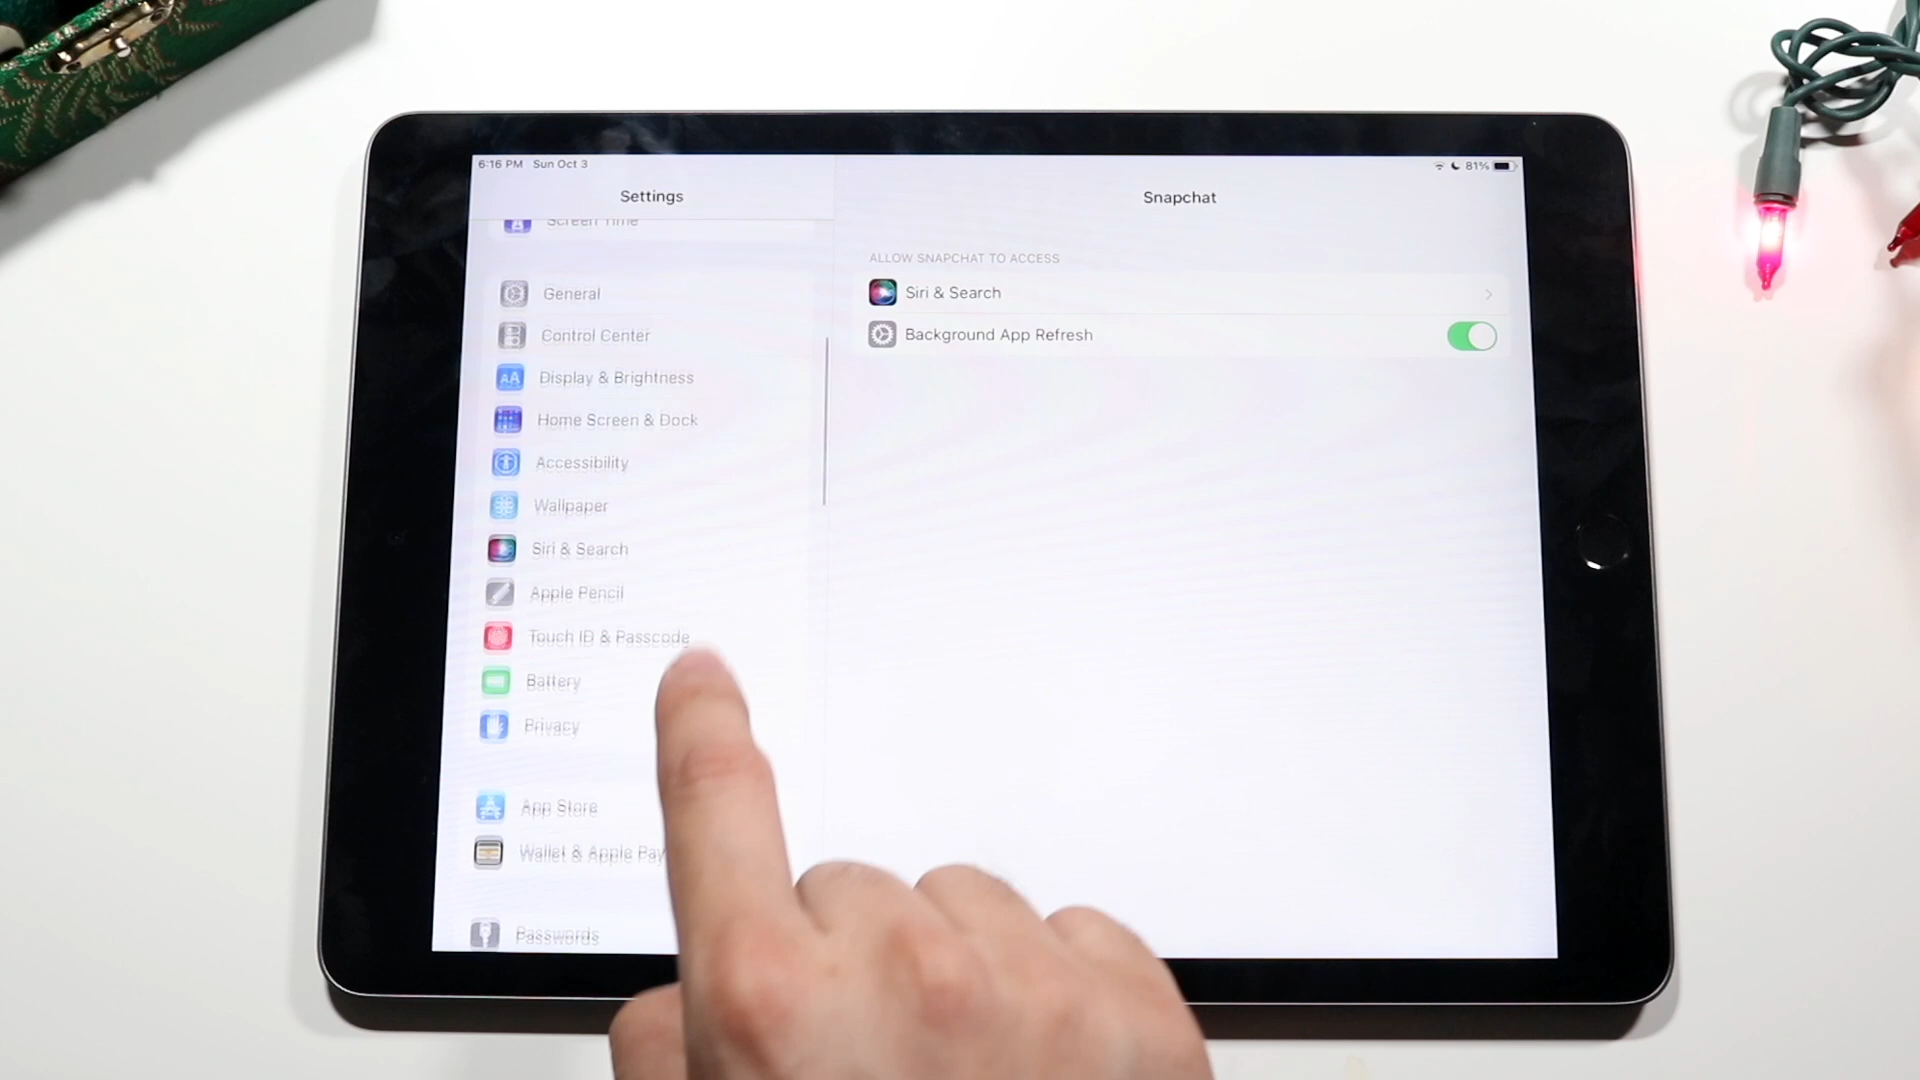 6:16 PM Sun Oct 3
81%
Settings
Screen Time
General
Control Center
Display & Brightness
Home Screen & Dock
Accessibility
Wallpaper
Siri & Search
Apple Pencil
Touch ID & Passcode
Battery
Privacy
App Store
Wallet & Apple Pay
Passwords
Snapchat
ALLOW SNAPCHAT TO ACCESS
Siri & Search
Background App Refresh